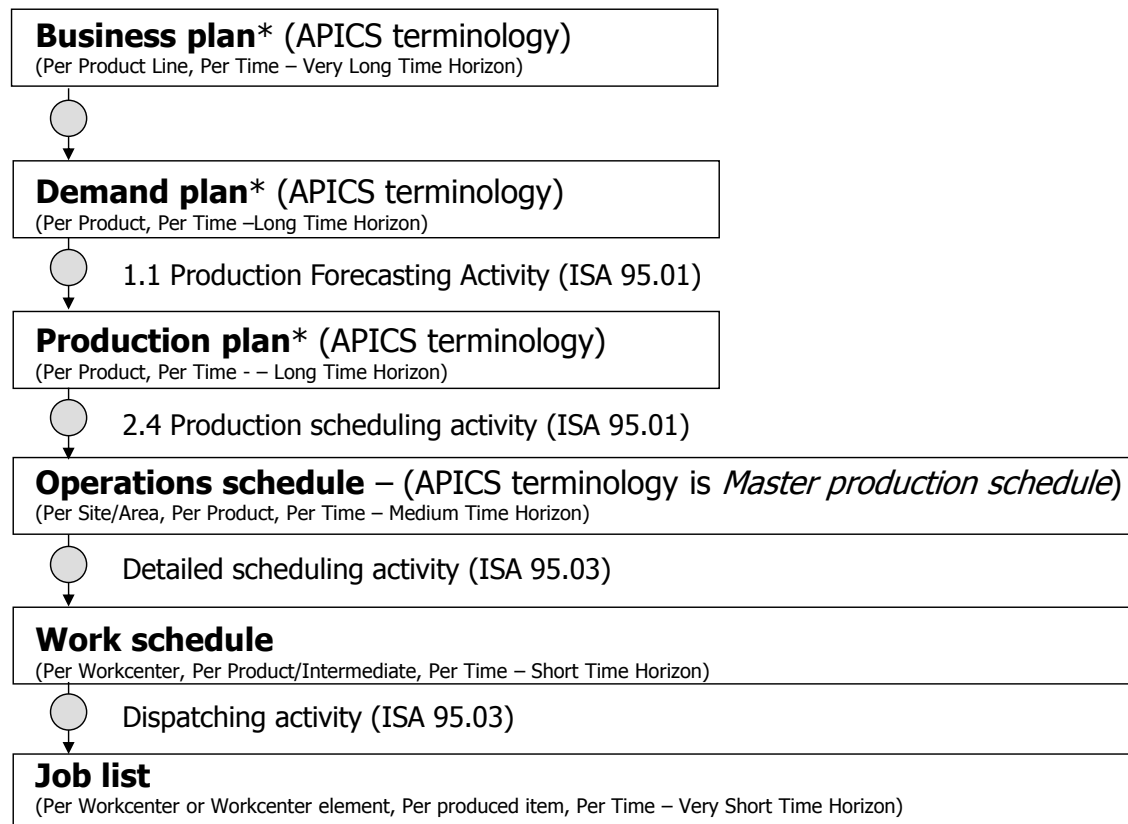 Business plan* (APICS terminology)
(Per Product Line, Per Time – Very Long Time Horizon)
Demand plan* (APICS terminology)
(Per Product, Per Time –Long Time Horizon)
1.1 Production Forecasting Activity (ISA 95.01)
Production plan* (APICS terminology)
(Per Product, Per Time - – Long Time Horizon)
2.4 Production scheduling activity (ISA 95.01)
Operations schedule – (APICS terminology is Master production schedule)
(Per Site/Area, Per Product, Per Time – Medium Time Horizon)
Detailed scheduling activity (ISA 95.03)
Work schedule
(Per Workcenter, Per Product/Intermediate, Per Time – Short Time Horizon)
Dispatching activity (ISA 95.03)
Job list
(Per Workcenter or Workcenter element, Per produced item, Per Time – Very Short Time Horizon)